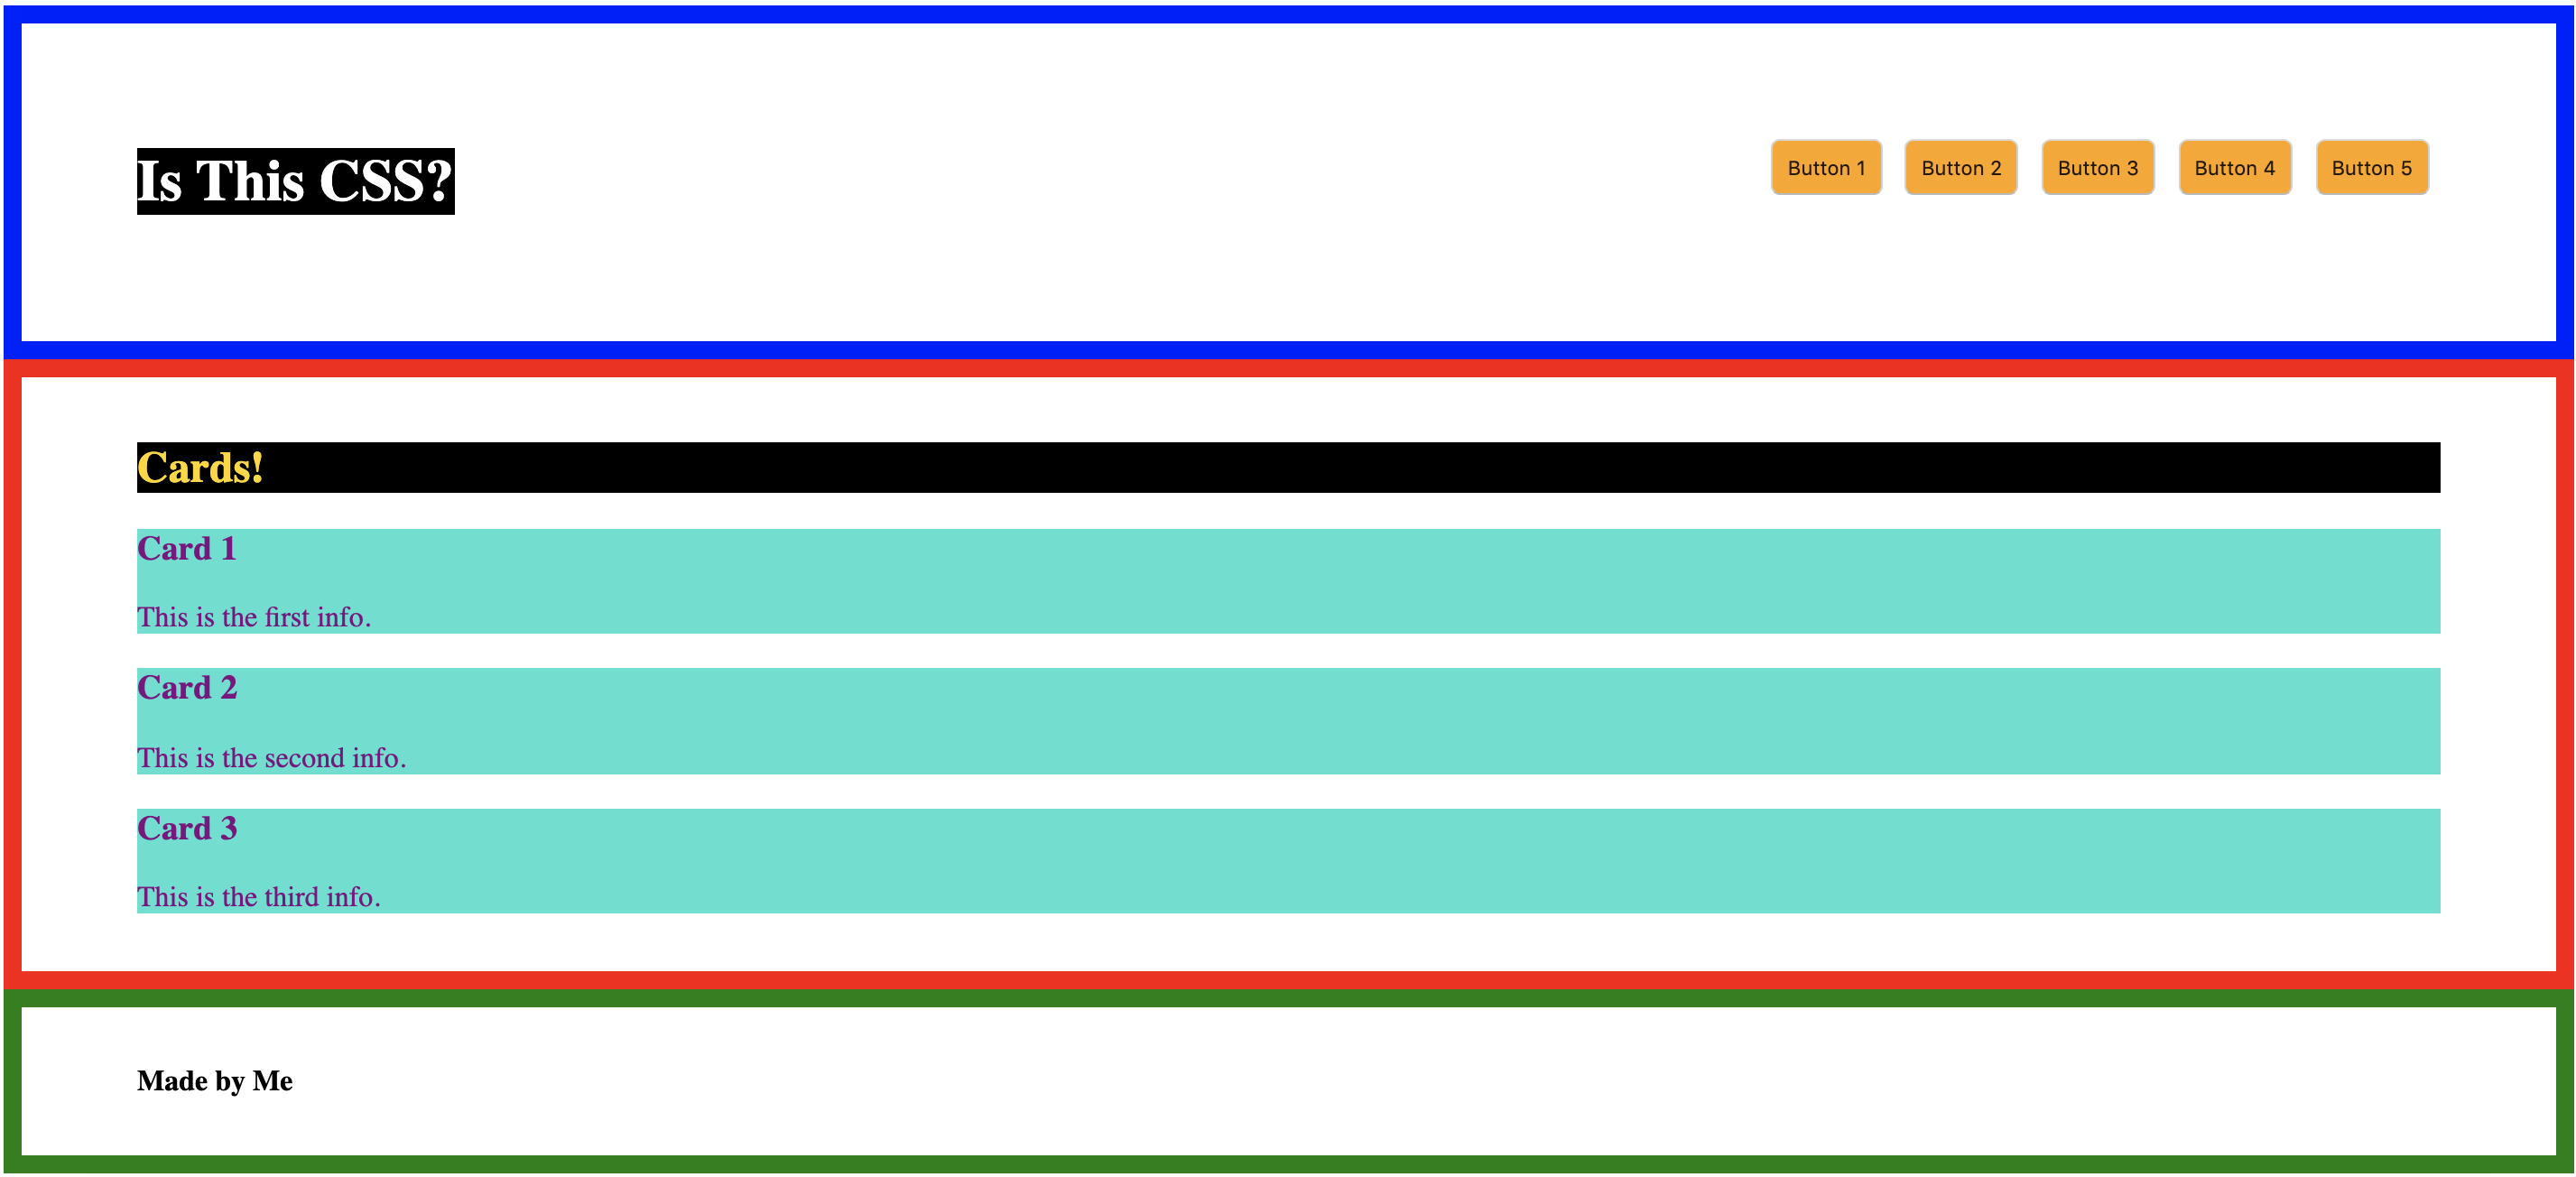 Is This CSS?
Button 1 Button 2 Button 3 Button 4 Button 5
Cards!
Card 1
This is the first info.
Card 2
This is the second info.
Card 3
This is the third info.
Made by Me